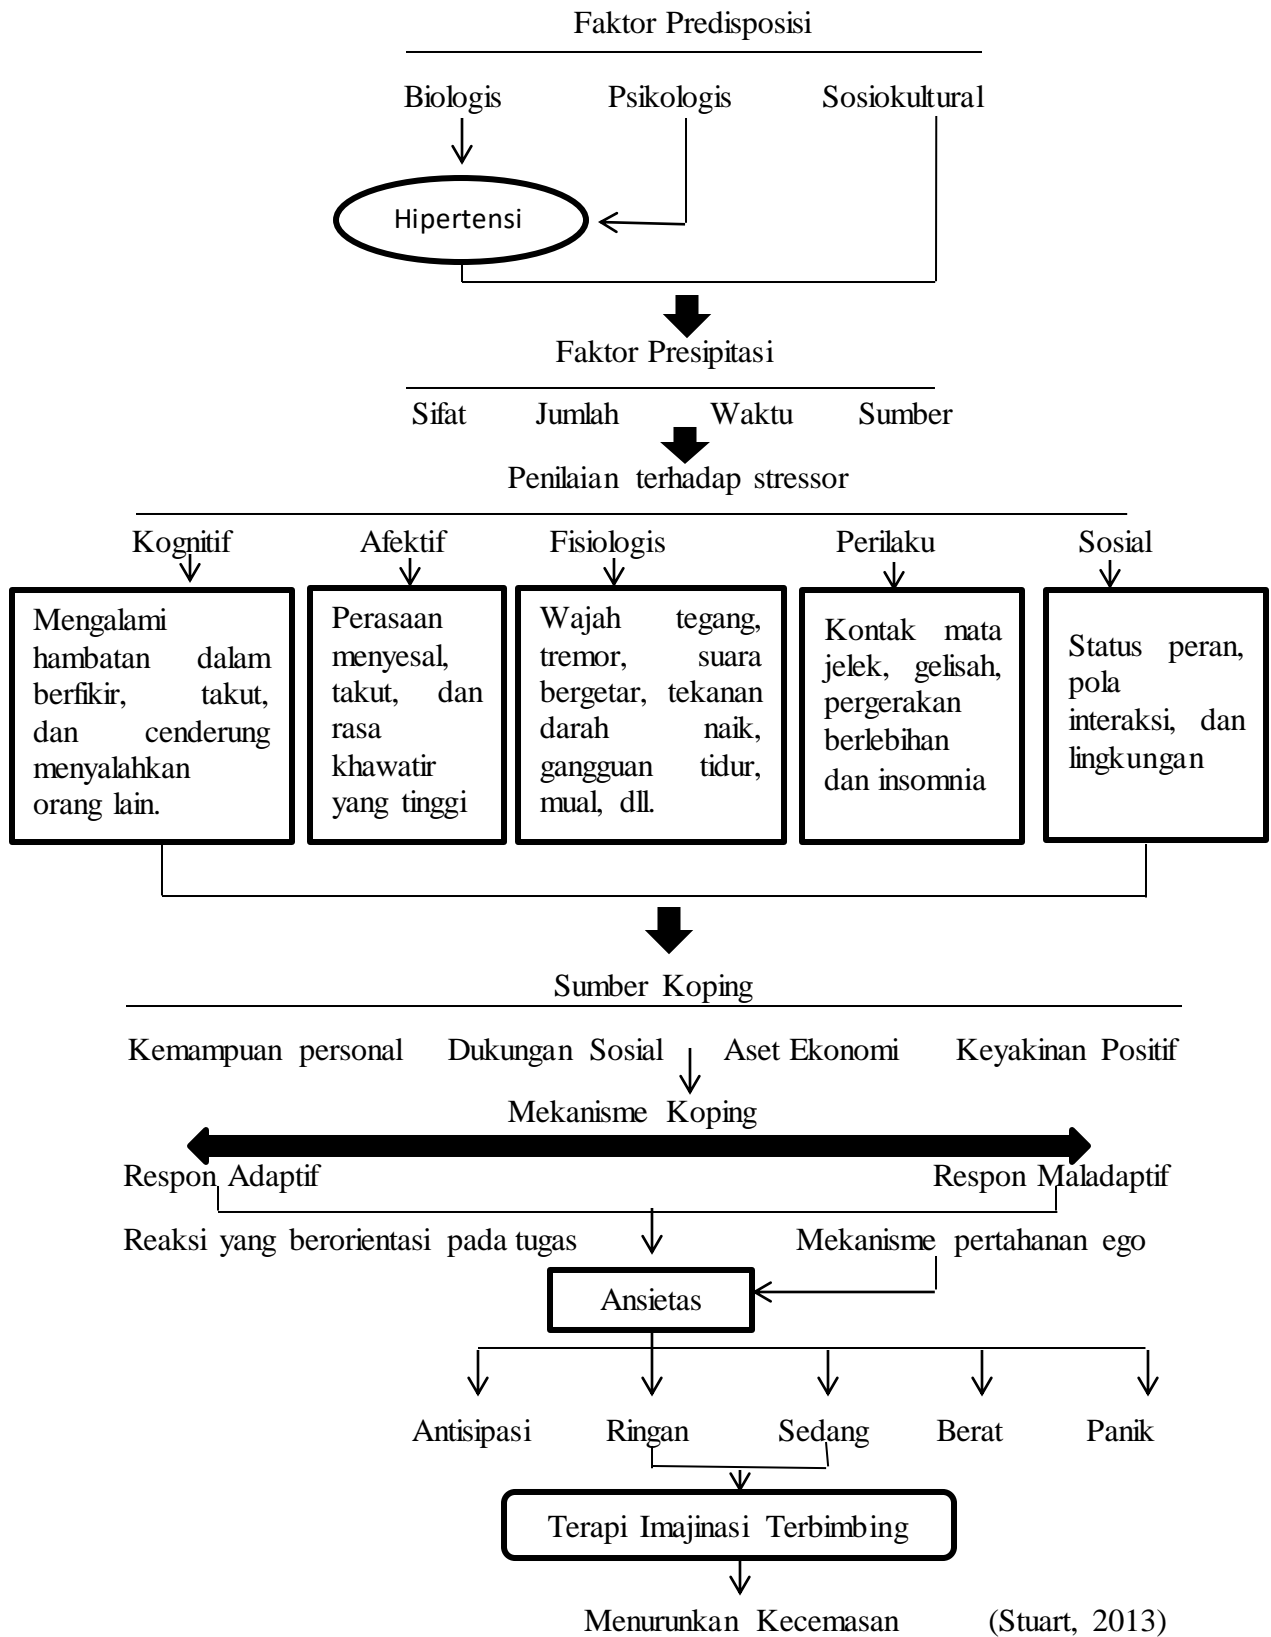 Faktor Predisposisi
Biologis Psikologis Sosiokultural
Hipertensi
Faktor Presipitasi
Sifat Jumlah Waktu Sumber
Penilaian terhadap stressor
Kognitif Afektif Fisiologis Perilaku Sosial
Mengalami
hambatan dalam
berfikir, takut,
dan cenderung
menyalahkan
orang lain.
Perasaan
menyesal,
takut, dan
rasa
khawatir
yang tinggi
Wajah tegang,
tremor, suara
bergetar, tekanan
darah naik,
gangguan tidur,
mual, dll.
Kontak mata
jelek, gelisah,
pergerakan
berlebihan
dan insomnia
Status peran,
pola
interaksi, dan
lingkungan
Sumber Koping
Kemampuan personal Dukungan Sosial Aset Ekonomi Keyakinan Positif
Mekanisme Koping
Respon Adaptif Respon Maladaptif
Reaksi yang berorientasi pada tugas Mekanisme pertahanan ego
Ansietas
Antisipasi Ringan Sedang Berat Panik
Terapi Imajinasi Terbimbing
Menurunkan Kecemasan (Stuart, 2013)